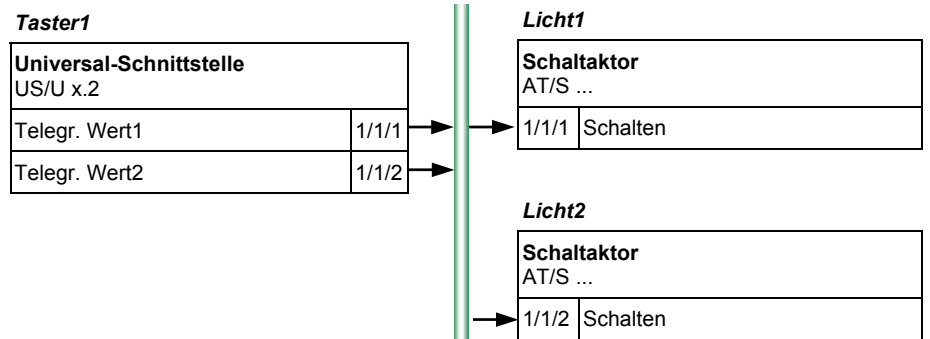 Taster1
Universal-Schnittstelle
US/U x.2
Telegr. Wert1 1/1/1
Telegr. Wert2 1/1/2
Licht1
Schaltaktor
AT/S ...
1/1/1 Schalten
Licht2
Schaltaktor
AT/S ...
1/1/2 Schalten